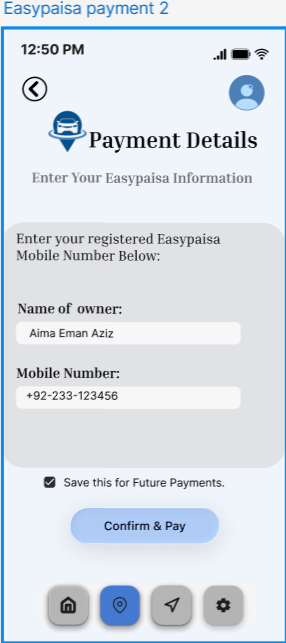 Easypaisa payment 2
12:50 PM
Payment Details
Enter Your Easypaisa Information
Enter your registered Easypaisa
Mobile Number Below:
Name of owner:
Aima Eman Aziz
Mobile Number:
+92-233-123456
Save this for Future Payments.
Confirm & Pay